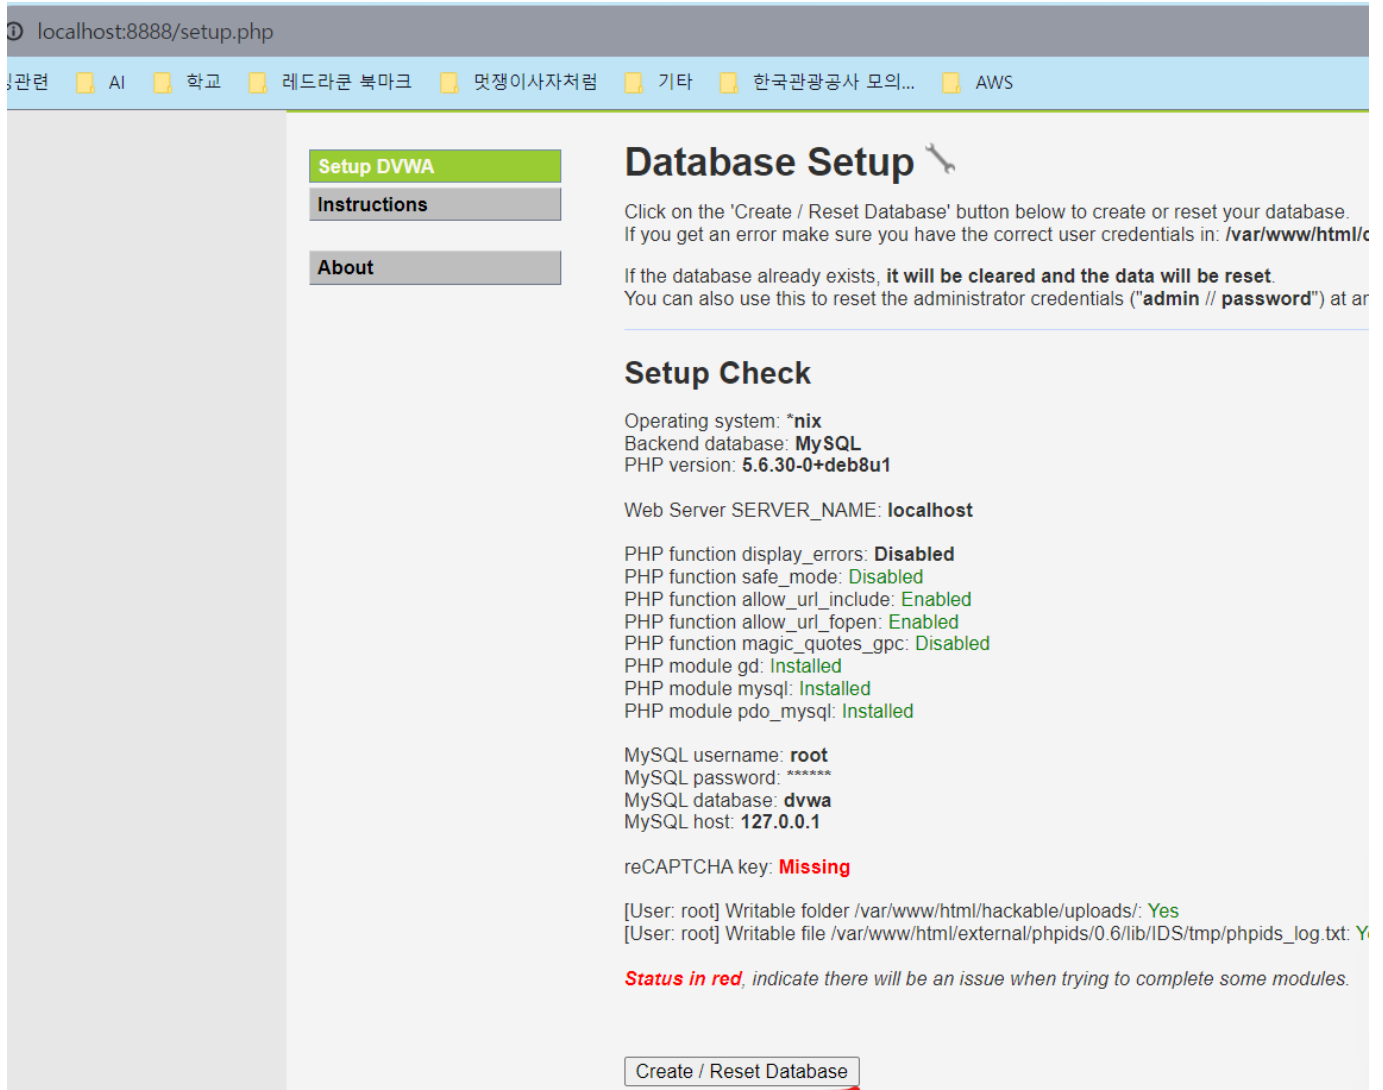 localhost:8888/setup.php
관련 AI 학교 레드라쿤 북마크 멋쟁이사자처럼 기타 한국관광공사 모의... AWS
Setup DVWA
Instructions
About
Database Setup
Click on the 'Create / Reset Database' button below to create or reset your database.
If you get an error make sure you have the correct user credentials in: /var/www/html/
If the database already exists, it will be cleared and the data will be reset.
You can also use this to reset the administrator credentials ("admin // password") at
Setup Check
Operating system: *nix
Backend database: MySQL
PHP version: 5.6.30-0+deb8u1
Web Server SERVER_NAME: localhost
PHP function display_errors: Disabled
PHP function safe_mode: Disabled
PHP function allow_url_include: Enabled
PHP function allow_url_fopen: Enabled
PHP function magic_quotes_gpc: Disabled
PHP module gd: Installed
PHP module mysql: Installed
PHP module pdo_mysql: Installed
MySQL username: root
MySQL password: ******
MySQL database: dvwa
MySQL host: 127.0.0.1
reCAPTCHA key: Missing
[User: root] Writable folder /var/www/html/hackable/uploads/: Yes
[User: root] Writable file /var/www/html/external/phpids/0.6/lib/IDS/tmp/phpids_log.txt:
Status in red, indicate there will be an issue when trying to complete some modules.
Create / Reset Database